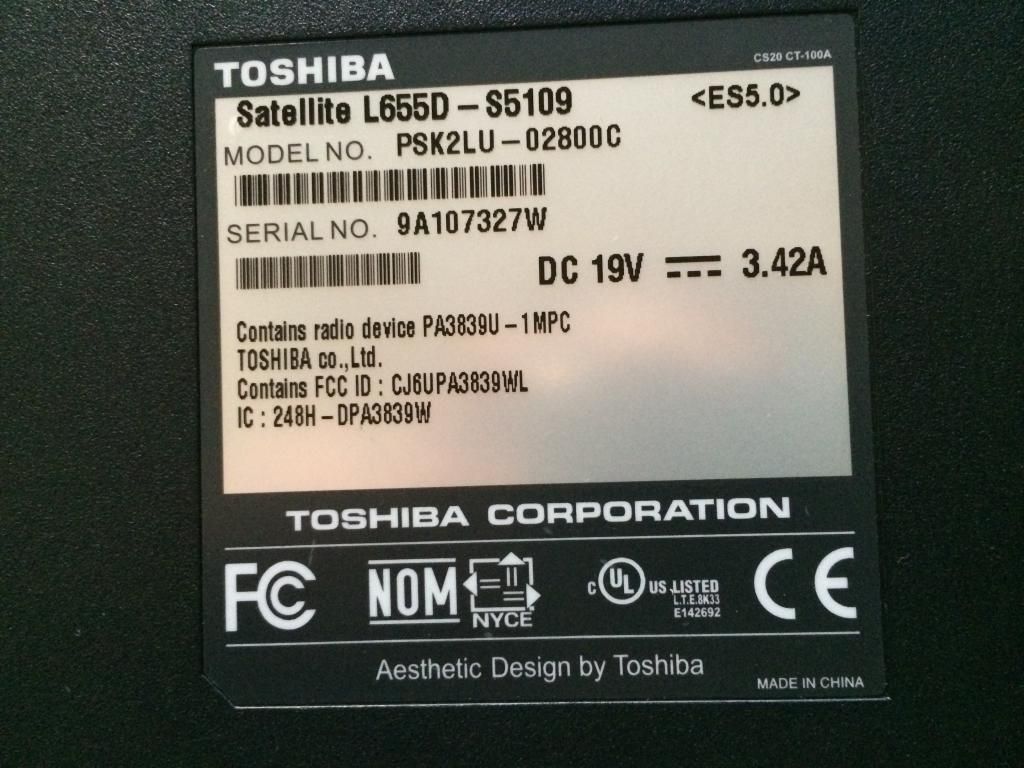 TOSHIBA
CS20 CT-100A
Satellite L655D – S5109
<ES5.0>
MODEL NO. PSK2LU – 02800C
SERIAL NO. 9A107327W
DC 19V ⎓ 3.42A
Contains radio device PA3839U – 1MPC
TOSHIBA co.,Ltd.
Contains FCC ID : CJ6UPA3839WL
IC : 248H – DPA3839W
TOSHIBA CORPORATION
FC
NOM
NYCE
C UL US LISTED
L.T.E.8K33
E142692
CE
Aesthetic Design by Toshiba
MADE IN CHINA